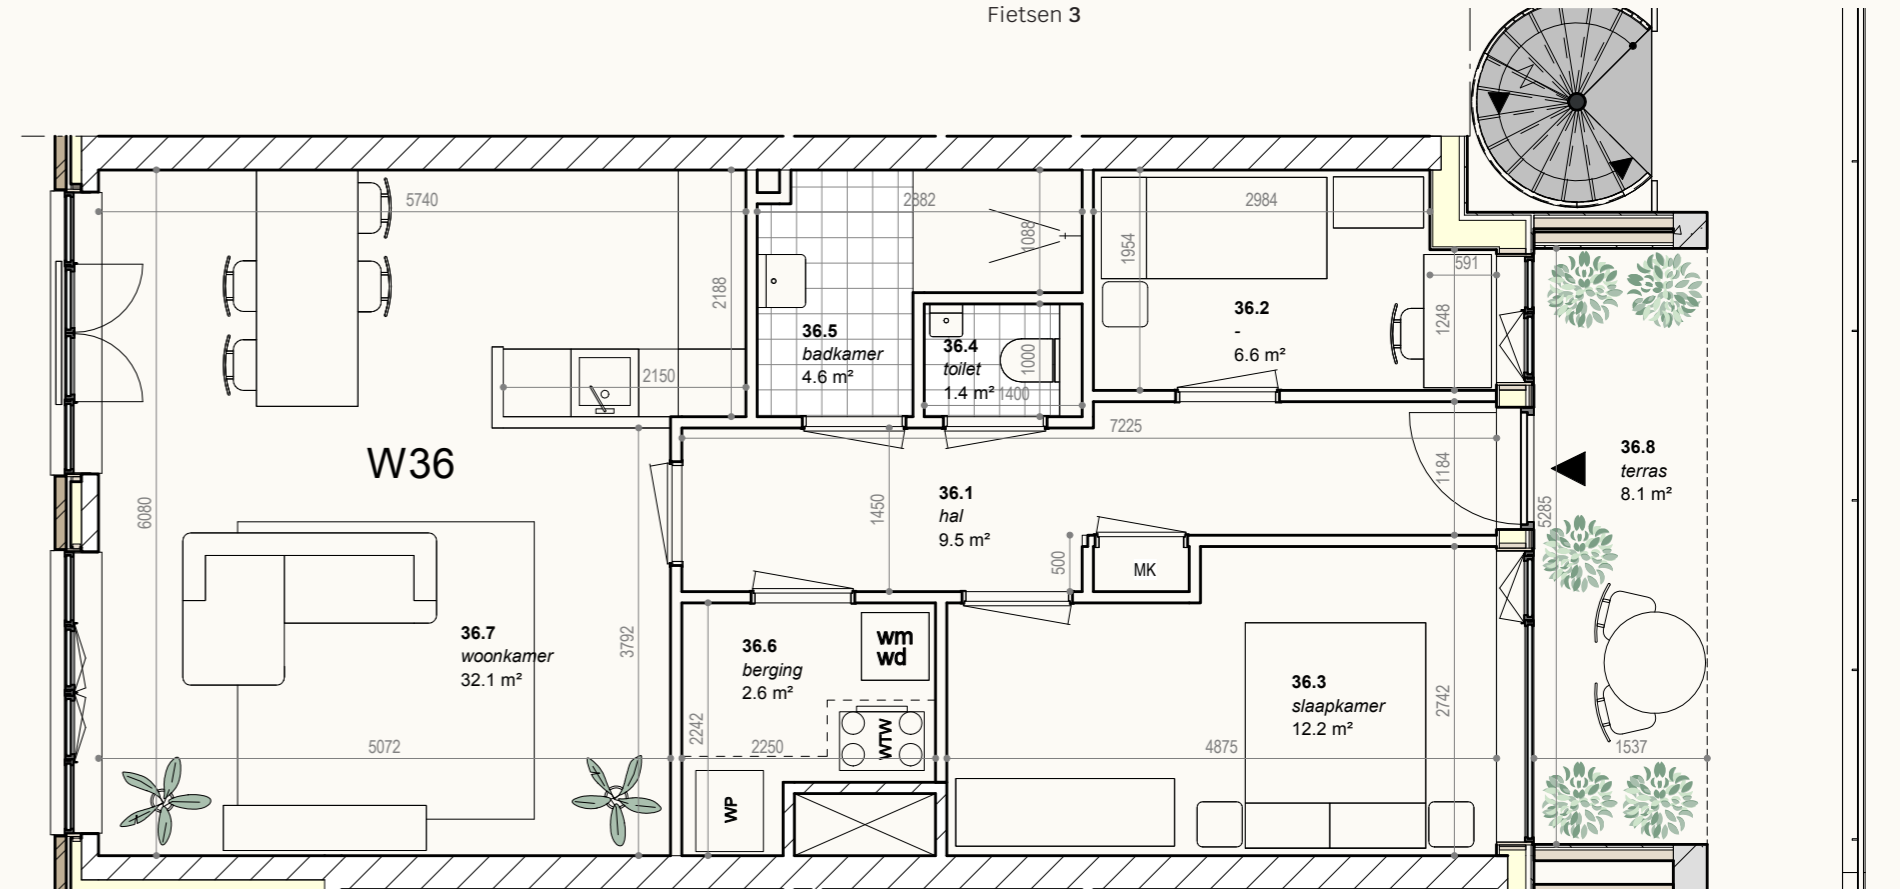 Fietsen 3
5740
2882
2984
1088
1954
591
2188
36.2
-
6.6 m²
1248
36.5
badkamer
4.6 m²
36.4
toilet
1.4 m²
1000
1400
2150
7225
W36
36.8
terras
8.1 m²
1184
6080
1450
36.1
hal
9.5 m²
5285
500
MK
36.7
woonkamer
32.1 m²
3792
36.6
berging
2.6 m²
wm
wd
36.3
slaapkamer
12.2 m²
2742
2242
WTW
5072
2250
4875
1537
WP